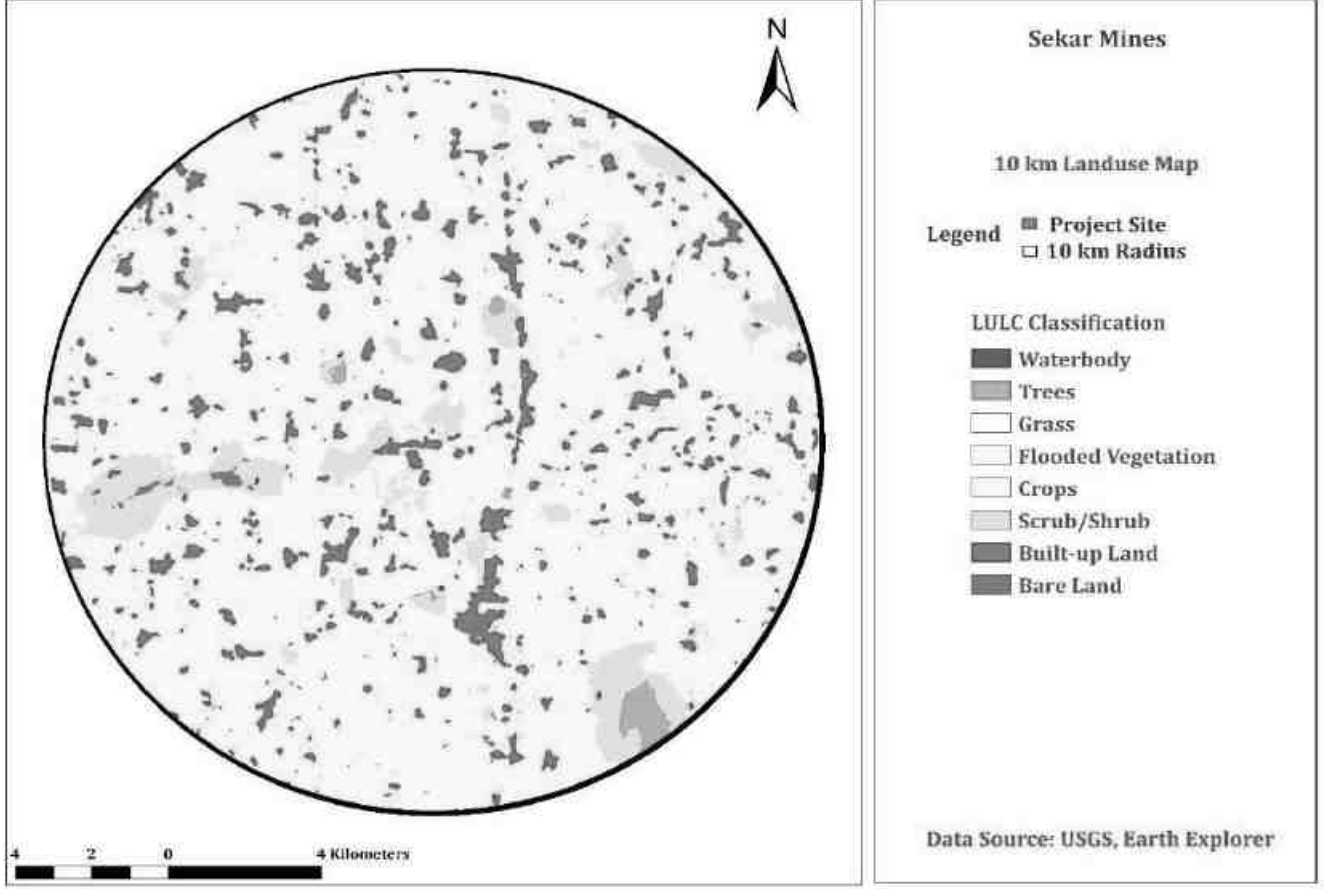 N
4 2 0 4 Kilometers
Sekar Mines
10 km Landuse Map
Legend
Project Site
10 km Radius
LULC Classification
Waterbody
Trees
Grass
Flooded Vegetation
Crops
Scrub/Shrub
Built-up Land
Bare Land
Data Source: USGS, Earth Explorer